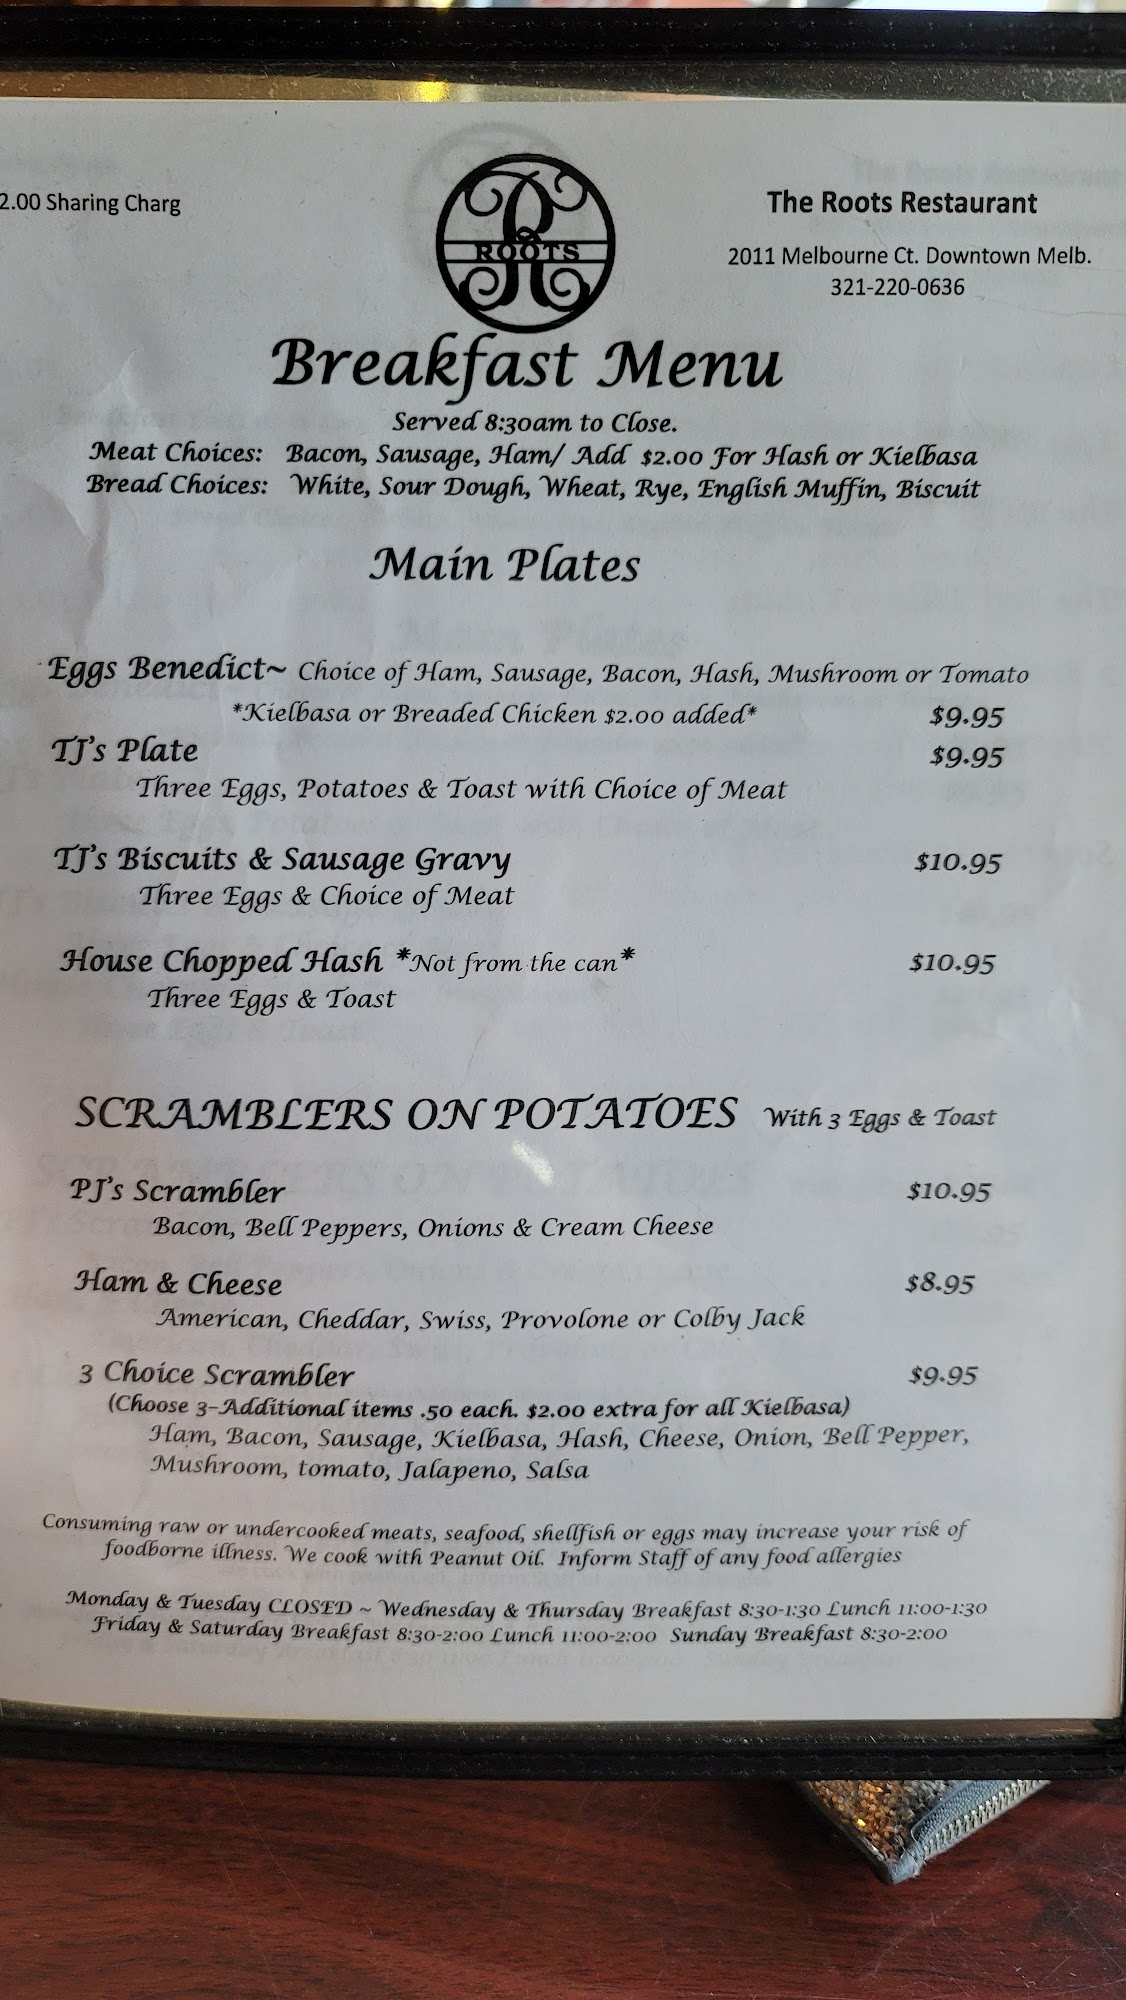 2.00 Sharing Charg
ROOTS
The Roots Restaurant
2011 Melbourne Ct. Downtown Melb.
321-220-0636
Breakfast Menu
Served 8:30am to Close.
Meat Choices: Bacon, Sausage, Ham/ Add $2.00 For Hash or Kielbasa
Bread Choices: White, Sour Dough, Wheat, Rye, English Muffin, Biscuit
Main Plates
Eggs Benedict~ Choice of Ham, Sausage, Bacon, Hash, Mushroom or Tomato
*Kielbasa or Breaded Chicken $2.00 added* $9.95
TJ's Plate $9.95
Three Eggs, Potatoes & Toast with Choice of Meat
TJ's Biscuits & Sausage Gravy $10.95
Three Eggs & Choice of Meat
House Chopped Hash *Not from the can* $10.95
Three Eggs & Toast
SCRAMBLERS ON POTATOES With 3 Eggs & Toast
PJ's Scrambler $10.95
Bacon, Bell Peppers, Onions & Cream Cheese
Ham & Cheese $8.95
American, Cheddar, Swiss, Provolone or Colby Jack
3 Choice Scrambler $9.95
(Choose 3-Additional items .50 each. $2.00 extra for all Kielbasa)
Ham, Bacon, Sausage, Kielbasa, Hash, Cheese, Onion, Bell Pepper,
Mushroom, tomato, Jalapeno, Salsa
Consuming raw or undercooked meats, seafood, shellfish or eggs may increase your risk of
foodborne illness. We cook with Peanut Oil. Inform Staff of any food allergies
Monday & Tuesday CLOSED ~ Wednesday & Thursday Breakfast 8:30-1:30 Lunch 11:00-1:30
Friday & Saturday Breakfast 8:30-2:00 Lunch 11:00-2:00 Sunday Breakfast 8:30-2:00